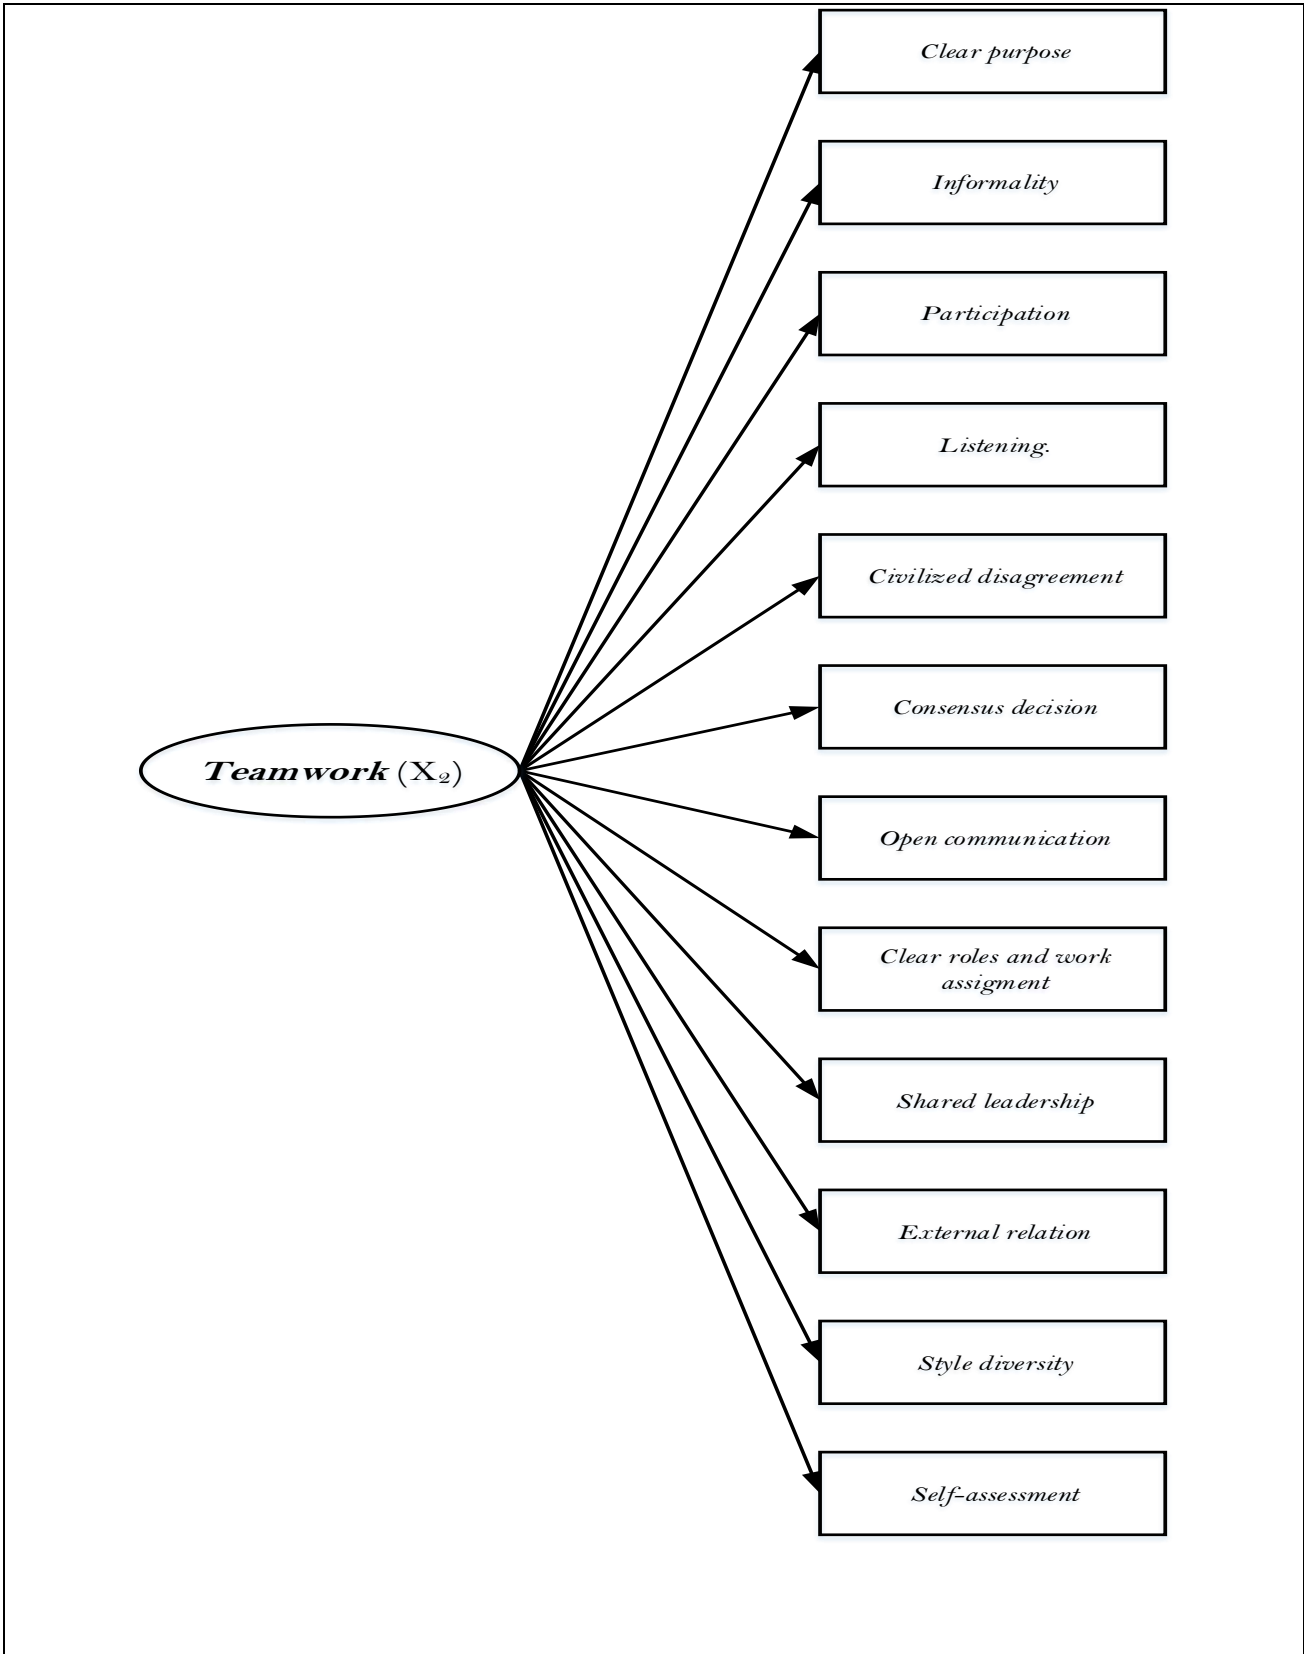 Clear purpose
Informality
Participation
Listening.
Civilized disagreement
Consensus decision
Teamwork (X₂)
Open communication
Clear roles and work
assigment
Shared leadership
External relation
Style diversity
Self-assessment